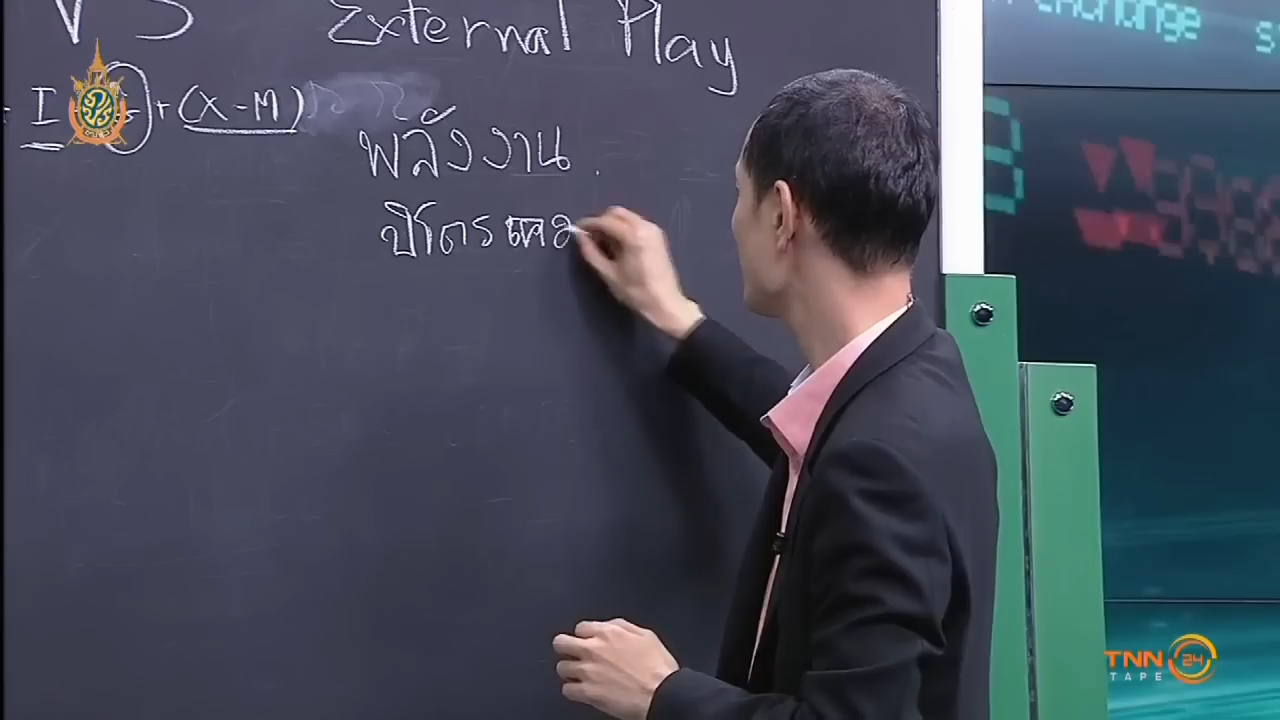 VS External Play
I + G + (X-M)
พลังงาน
ปิโตรเคม
exchange s
TNN 24
TAPE